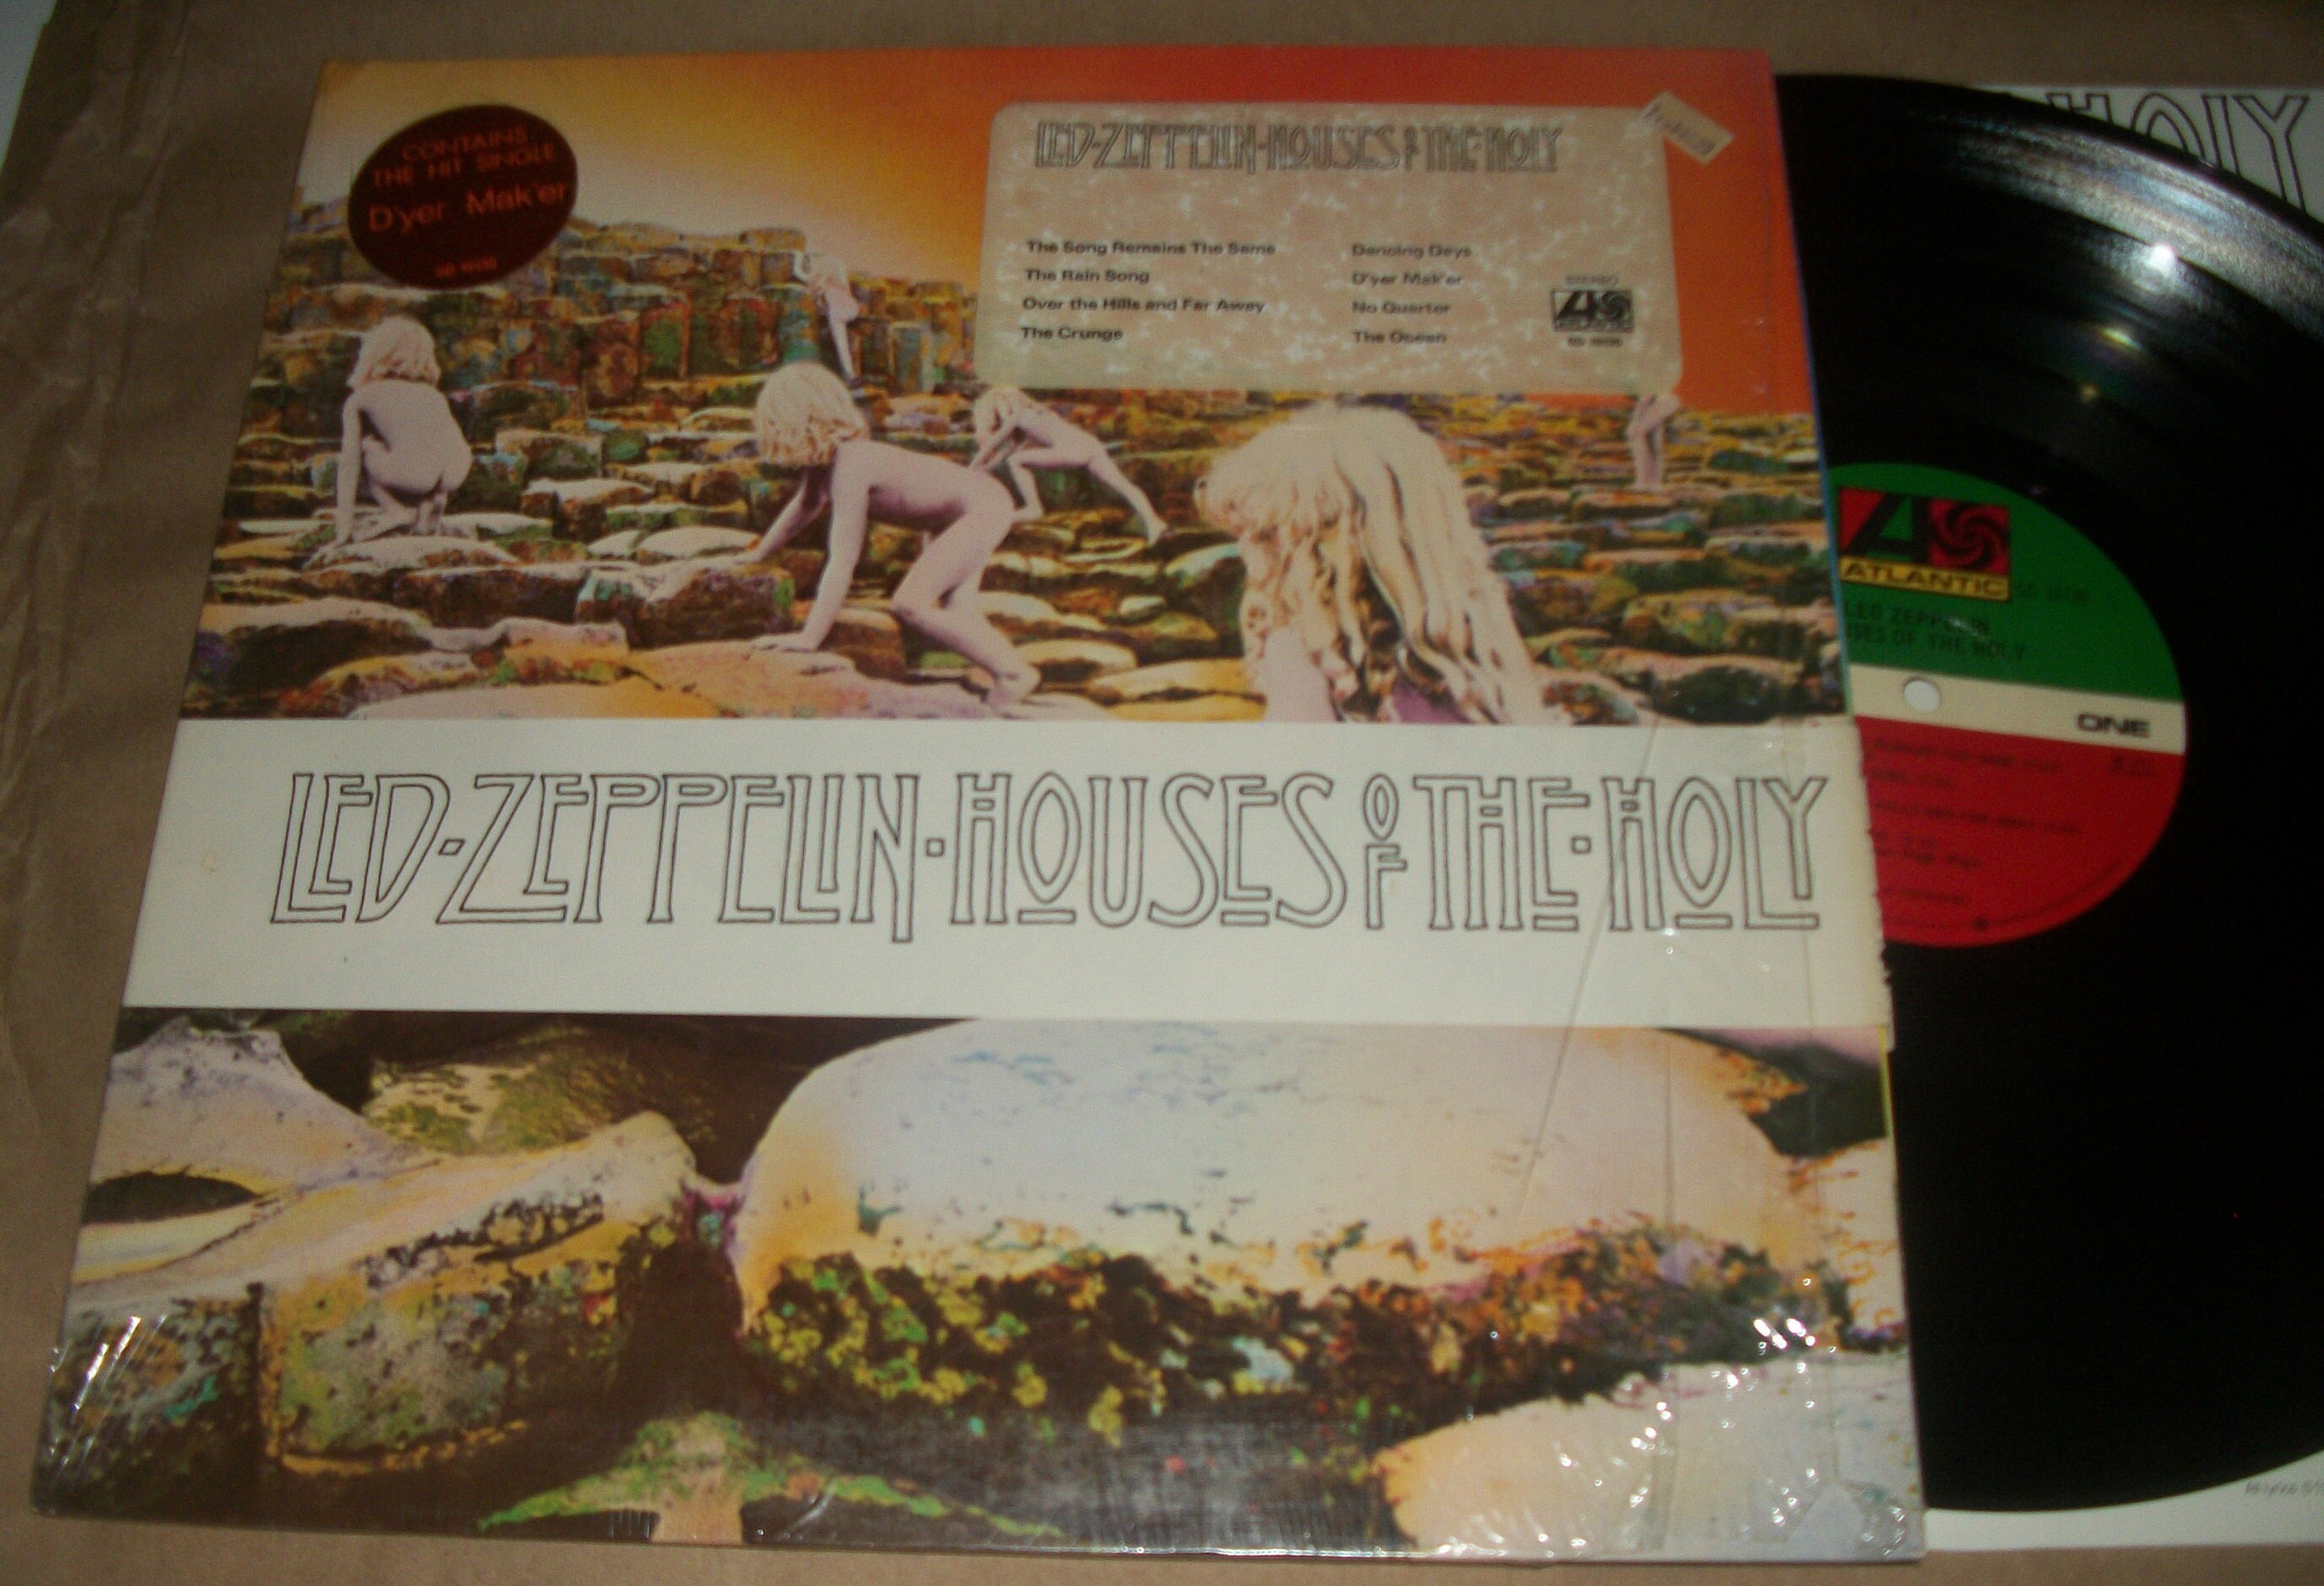 CONTAINS
THE HIT SINGLE
D'yer Mak'er
LED·ZEPPELIN·HOUSES OF THE·HOLY
The Song Remains The Same
The Rain Song
Over the Hills and Far Away
The Crunge
Dancing Days
D'yer Mak'er
No Quarter
The Ocean
STEREO
ATLANTIC
LED·ZEPPELIN·HOUSES OF THE·HOLY
HOLY
ATLANTIC
LED ZEPPELIN
OF THE HOLY
ONE